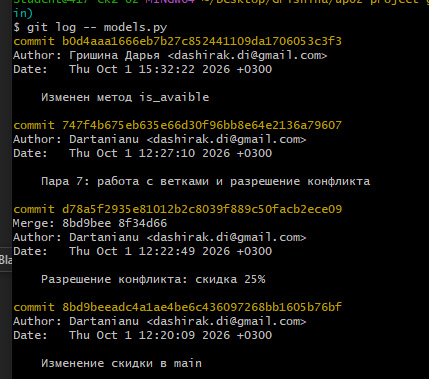 in)
$ git log -- models.py
commit b0d4aaa1666eb7b27c852441109da1706053c3f3
Author: Гришина Дарья <dashirak.di@gmail.com>
Date:   Thu Oct 1 15:32:22 2026 +0300
Изменен метод is_avaible
commit 747f4b675eb635e66d30f96bb8e64e2136a79607
Author: Dartanianu <dashirak.di@gmail.com>
Date:   Thu Oct 1 12:27:10 2026 +0300
Пара 7: работа с ветками и разрешение конфликта
commit d78a5f2935e81012b2c8039f889c50facb2ece09
Merge: 8bd9bee 8f34d66
Author: Dartanianu <dashirak.di@gmail.com>
Date:   Thu Oct 1 12:22:49 2026 +0300
Разрешение конфликта: скидка 25%
commit 8bd9beeadc4a1ae4be6c436097268bb1605b76bf
Author: Dartanianu <dashirak.di@gmail.com>
Date:   Thu Oct 1 12:20:09 2026 +0300
Изменение скидки в main